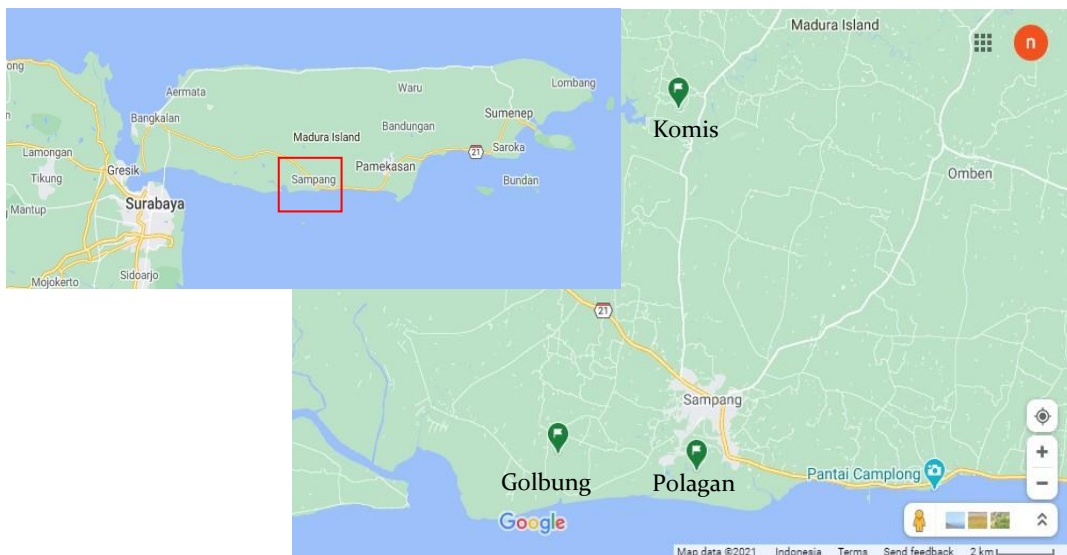 ong
Aermata
Waru
Lombang
Bangkalan
Sumenep
Bandungan
Madura Island
21
Saroka
Lamongan
Gresik
Pamekasan
Tikung
Sampang
Bundan
Surabaya
Mantup
Sidoarjo
Mojokerto
Madura Island
n
Komis
Omben
21
Sampang
Golbung
Polagan
Pantai Camplong
Google
Map data ©2021 Indonesia Terms Send feedback 2 km